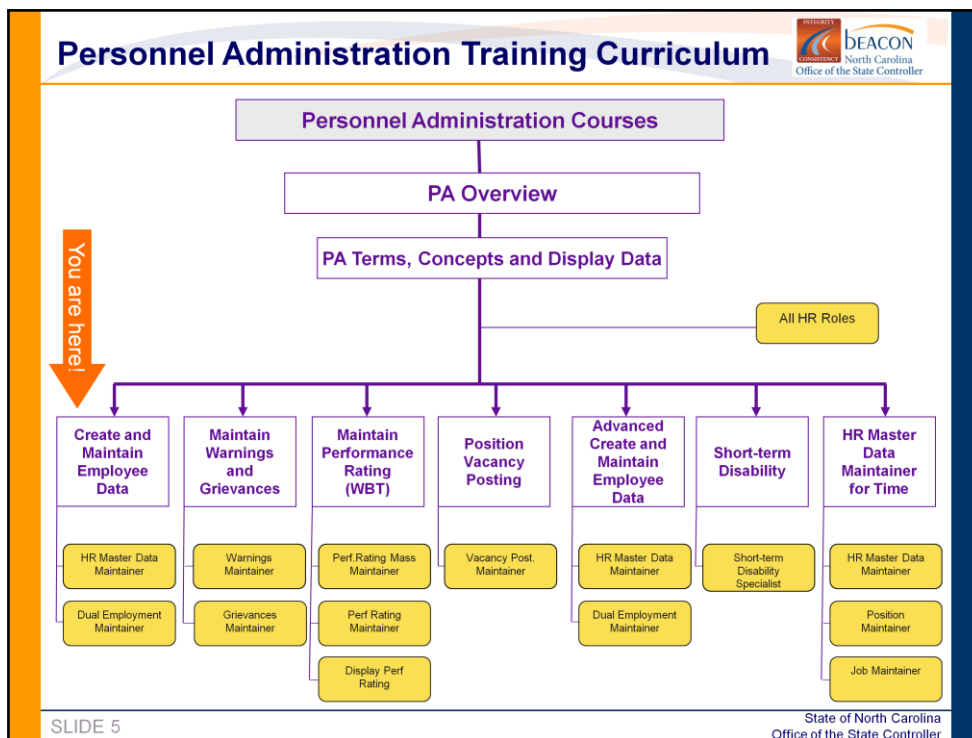 Personnel Administration Training Curriculum
INTEGRITY
CONSISTENCY
bEACON
North Carolina
Office of the State Controller
Personnel Administration Courses
PA Overview
PA Terms, Concepts and Display Data
You are here!
All HR Roles
Create and
Maintain
Employee
Data
Maintain
Warnings
and
Grievances
Maintain
Performance
Rating
(WBT)
Position
Vacancy
Posting
Advanced
Create and
Maintain
Employee
Data
Short-term
Disability
HR Master
Data
Maintainer
for Time
HR Master Data
Maintainer
Dual Employment
Maintainer
Warnings
Maintainer
Grievances
Maintainer
Perf.Rating Mass
Maintainer
Perf Rating
Maintainer
Display Perf
Rating
Vacancy Post.
Maintainer
HR Master Data
Maintainer
Dual Employment
Maintainer
Short-term
Disability
Specialist
HR Master Data
Maintainer
Position
Maintainer
Job Maintainer
SLIDE 5
State of North Carolina
Office of the State Controller